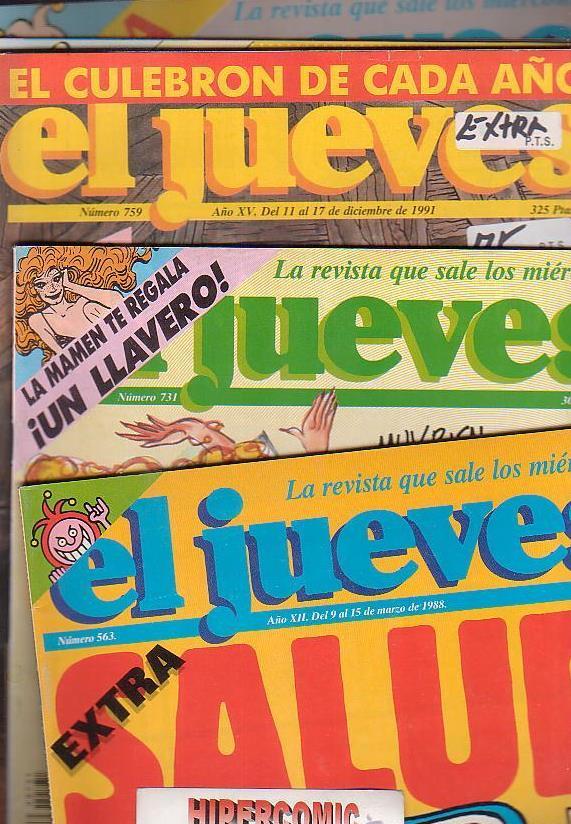 La revista que sale los miércoles
EL CULEBRON DE CADA AÑO
el jueves
EXTRA
P.T.S.
Número 759
Año XV. Del 11 al 17 de diciembre de 1991
325 Ptas
La revista que sale los miér
LA MAMEN TE REGALA
¡UN LLAVERO!
el jueves
Número 731
30
La revista que sale los miér
el jueves
Año XII. Del 9 al 15 de marzo de 1988.
Número 563.
EXTRA
SALUD
HIPERCOMIC